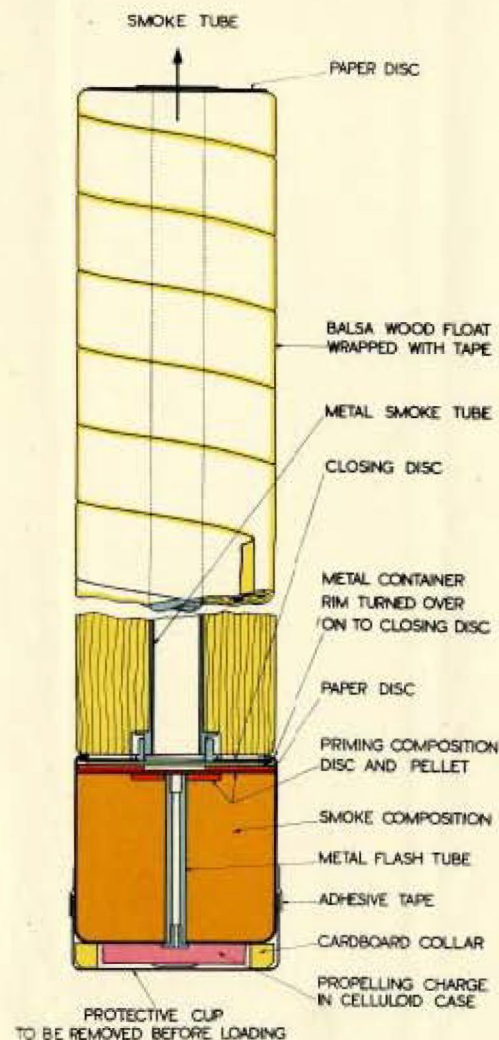 SMOKE TUBE
PAPER DISC
BALSA WOOD FLOAT
WRAPPED WITH TAPE
METAL SMOKE TUBE
CLOSING DISC
METAL CONTAINER
RIM TURNED OVER
ON TO CLOSING DISC
PAPER DISC
PRIMING COMPOSITION
DISC AND PELLET
SMOKE COMPOSITION
METAL FLASH TUBE
ADHESIVE TAPE
CARDBOARD COLLAR
PROPELLING CHARGE
IN CELLULOID CASE
PROTECTIVE CUP
TO BE REMOVED BEFORE LOADING